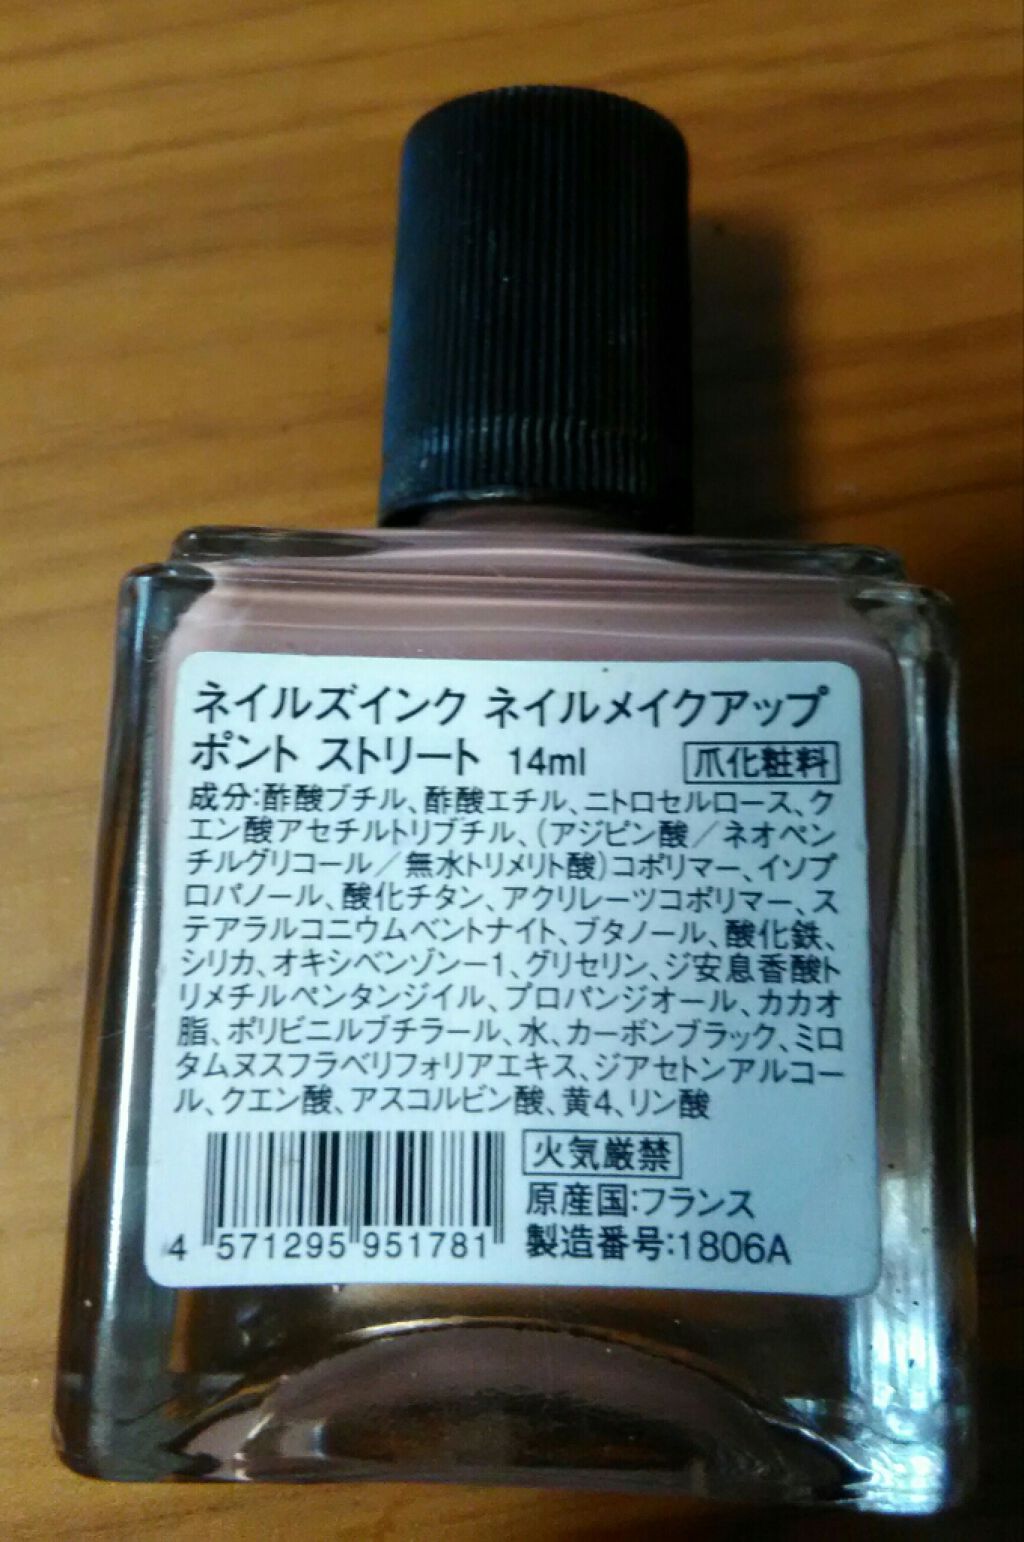 ネイルズインク ネイルメイクアップ
ポント ストリート 14ml 爪化粧料
成分:酢酸ブチル、酢酸エチル、ニトロセルロース、ク
エン酸アセチルトリブチル、(アジピン酸/ネオペン
チルグリコール/無水トリメリト酸)コポリマー、イソプ
ロパノール、酸化チタン、アクリレーツコポリマー、ス
テアラルコニウムベントナイト、ブタノール、酸化鉄、
シリカ、オキシベンゾン-1、グリセリン、ジ安息香酸ト
リメチルペンタンジイル、プロパンジオール、カカオ
脂、ポリビニルブチラール、水、カーボンブラック、ミロ
タムヌスフラベリフォリアエキス、ジアセトンアルコー
ル、クエン酸、アスコルビン酸、黄4、リン酸
火気厳禁
原産国:フランス
製造番号:1806A
4 571295 951781